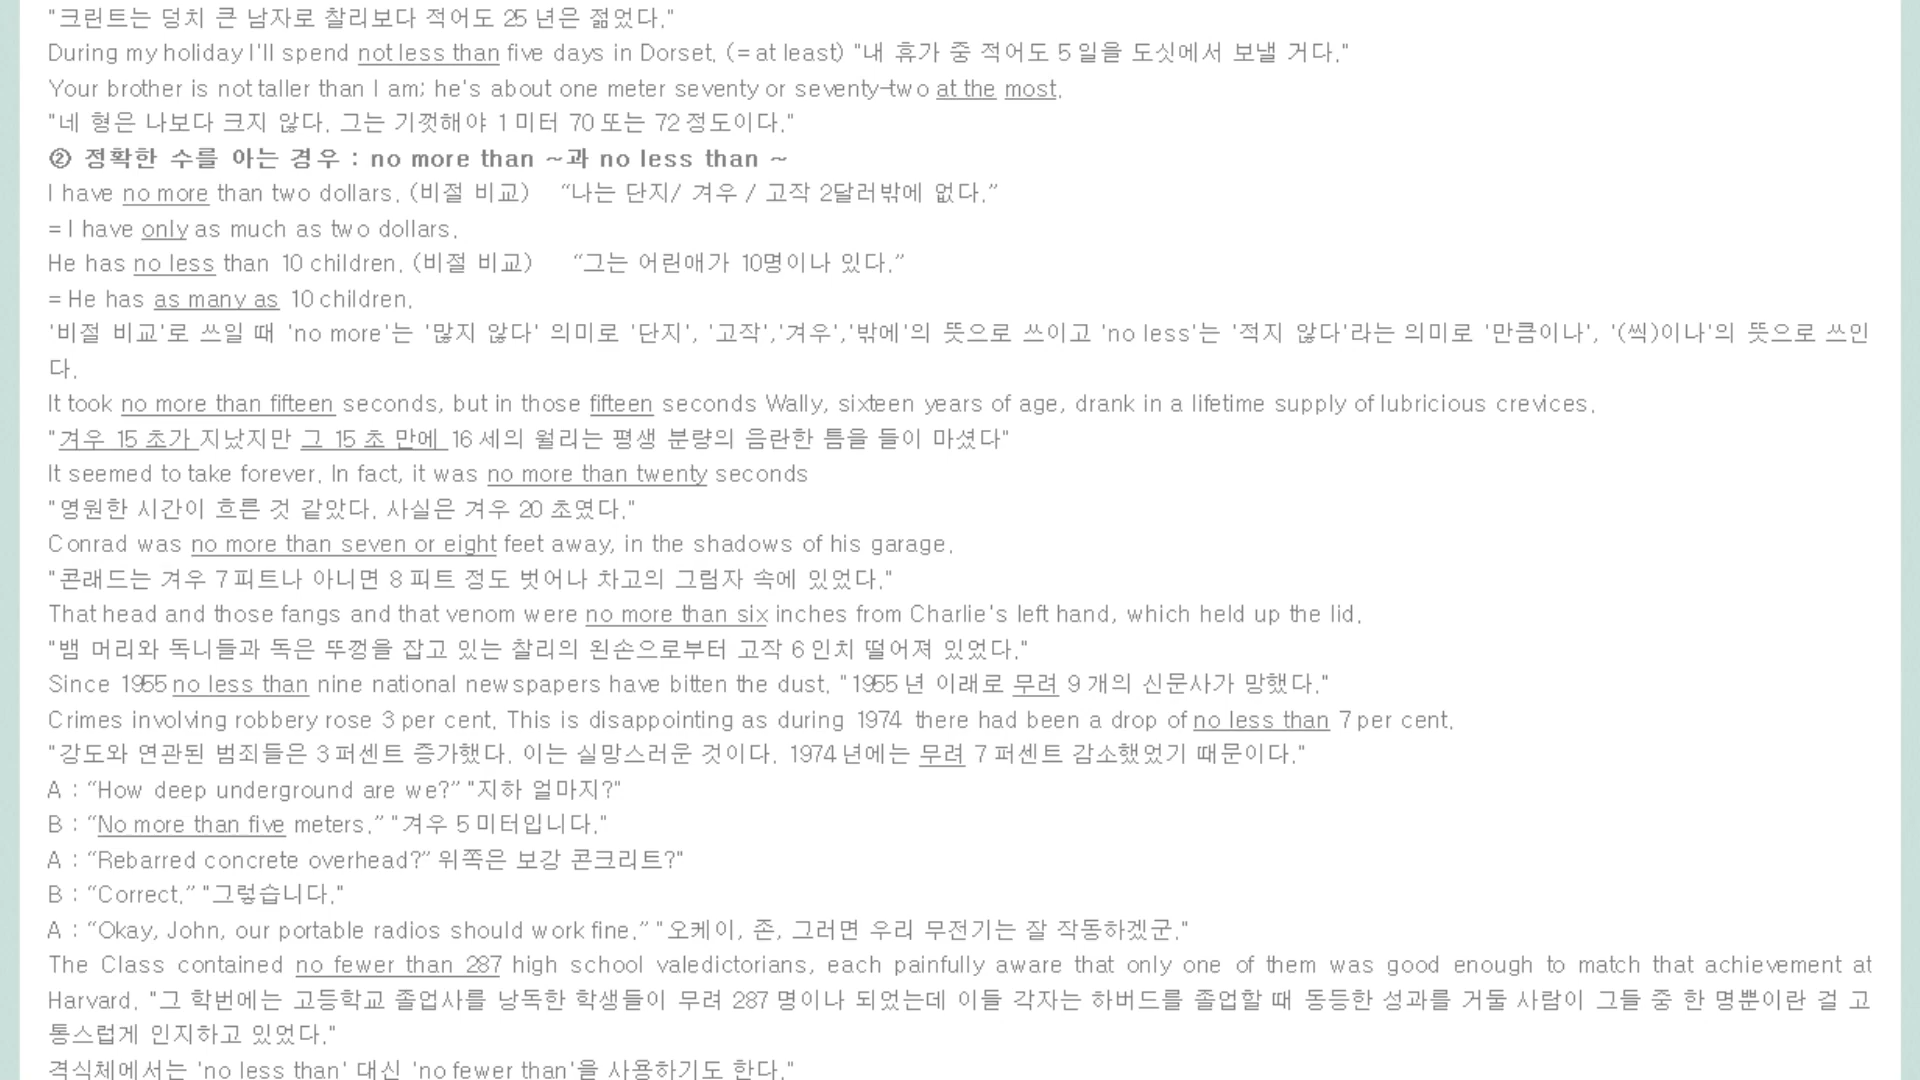 "크린트는 덩치 큰 남자로 찰리보다 적어도 25 년은 젊었다."
During my holiday I'll spend not less than five days in Dorset. (= at least) "내 휴가 중 적어도 5 일을 도싯에서 보낼 거다."
Your brother is not taller than I am; he's about one meter seventy or seventy-two at the most.
"네 형은 나보다 크지 않다. 그는 기껏해야 1 미터 70 또는 72 정도이다."
② 정확한 수를 아는 경우 : no more than ~과 no less than ~
I have no more than two dollars. (비절 비교) “나는 단지/ 겨우 / 고작 2달러밖에 없다.”
= I have only as much as two dollars.
He has no less than 10 children. (비절 비교) “그는 어린애가 10명이나 있다.”
= He has as many as 10 children.
'비절 비교'로 쓰일 때 'no more'는 '많지 않다' 의미로 '단지', '고작','겨우','밖에'의 뜻으로 쓰이고 'no less'는 '적지 않다'라는 의미로 '만큼이나', '(씩)이나'의 뜻으로 쓰인
다.
It took no more than fifteen seconds, but in those fifteen seconds Wally, sixteen years of age, drank in a lifetime supply of lubricious crevices.
"겨우 15 초가 지났지만 그 15 초 만에 16 세의 월리는 평생 분량의 음란한 틈을 들이 마셨다"
It seemed to take forever. In fact, it was no more than twenty seconds
"영원한 시간이 흐른 것 같았다. 사실은 겨우 20 초였다."
Conrad was no more than seven or eight feet away, in the shadows of his garage.
"콘래드는 겨우 7 피트나 아니면 8 피트 정도 벗어나 차고의 그림자 속에 있었다."
That head and those fangs and that venom were no more than six inches from Charlie's left hand, which held up the lid.
"뱀 머리와 독니들과 독은 뚜껑을 잡고 있는 찰리의 왼손으로부터 고작 6 인치 떨어져 있었다."
Since 1955 no less than nine national newspapers have bitten the dust. "1955 년 이래로 무려 9 개의 신문사가 망했다."
Crimes involving robbery rose 3 per cent. This is disappointing as during 1974 there had been a drop of no less than 7 per cent.
"강도와 연관된 범죄들은 3 퍼센트 증가했다. 이는 실망스러운 것이다. 1974 년에는 무려 7 퍼센트 감소했었기 때문이다."
A : “How deep underground are we?” "지하 얼마지?"
B : “No more than five meters.” "겨우 5 미터입니다."
A : “Rebarred concrete overhead?” 위쪽은 보강 콘크리트?"
B : “Correct.” "그렇습니다."
A : “Okay, John, our portable radios should work fine.” "오케이, 존, 그러면 우리 무전기는 잘 작동하겠군."
The Class contained no fewer than 287 high school valedictorians, each painfully aware that only one of them was good enough to match that achievement at
Harvard. "그 학번에는 고등학교 졸업사를 낭독한 학생들이 무려 287 명이나 되었는데 이들 각자는 하버드를 졸업할 때 동등한 성과를 거둘 사람이 그들 중 한 명뿐이란 걸 고
통스럽게 인지하고 있었다."
격식체에서는 'no less than' 대신 'no fewer than'을 사용하기도 한다."